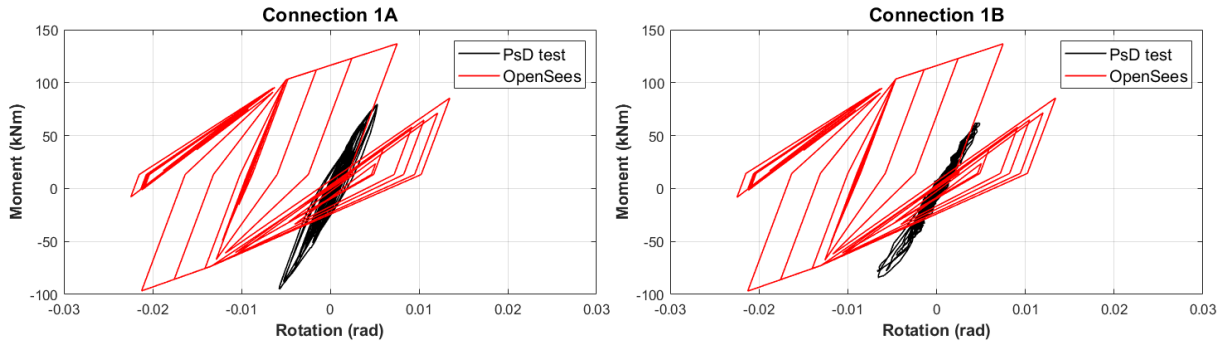 Connection 1A
150
100
50
0
-50
-100
Moment (kNm)
-0.03
-0.02
-0.01
0
0.01
0.02
0.03
Rotation (rad)
PsD test
OpenSees
Connection 1B
150
100
50
0
-50
-100
Moment (kNm)
-0.03
-0.02
-0.01
0
0.01
0.02
0.03
Rotation (rad)
PsD test
OpenSees